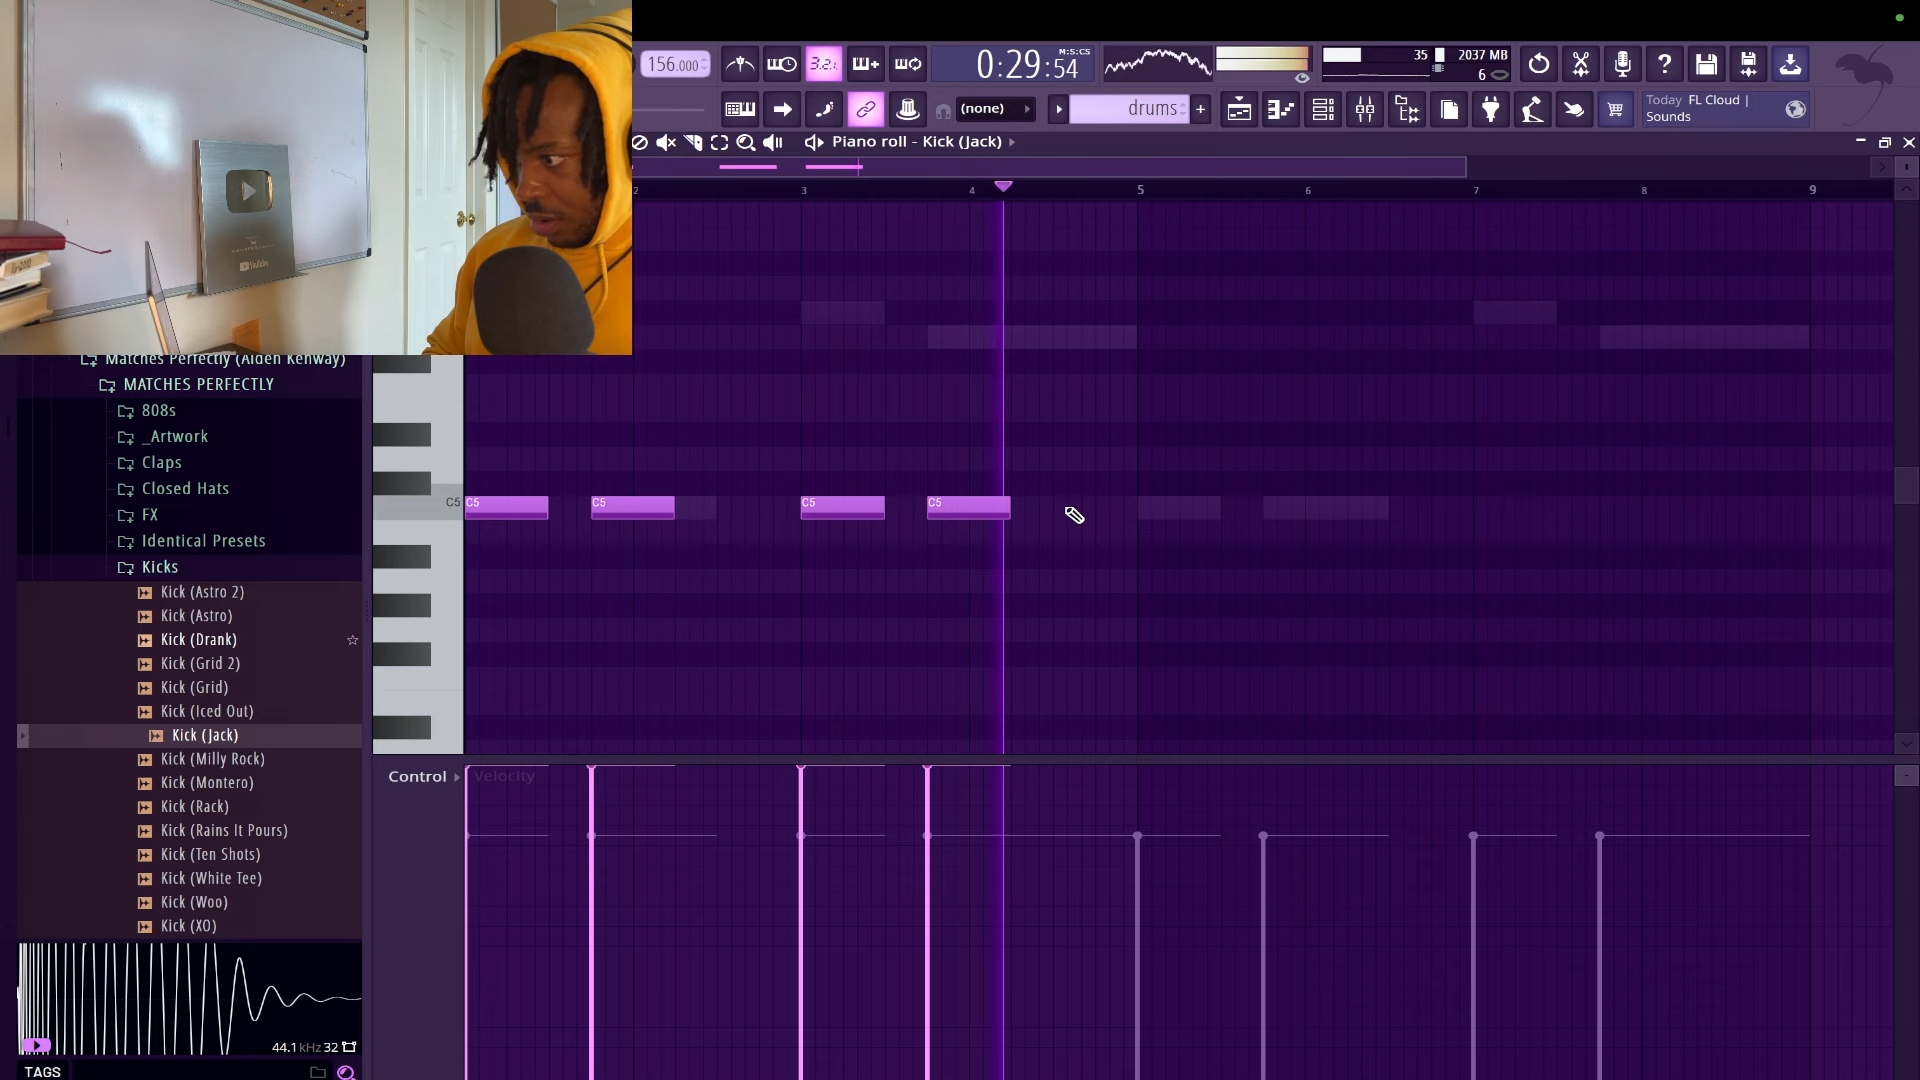 156.000
3.2.
M:S:CS
0:29:54
35
2037 MB
6
(none)
drums
Today FL Cloud |
Sounds
Piano roll - Kick (Jack)
2
3
4
5
6
7
8
9
YouTube
Matches Perfectly (Aiden Kenway)
MATCHES PERFECTLY
808s
_Artwork
Claps
Closed Hats
FX
Identical Presets
Kicks
Kick (Astro 2)
Kick (Astro)
Kick (Drank)
Kick (Grid 2)
Kick (Grid)
Kick (Iced Out)
Kick (Jack)
Kick (Milly Rock)
Kick (Montero)
Kick (Rack)
Kick (Rains It Pours)
Kick (Ten Shots)
Kick (White Tee)
Kick (Woo)
Kick (XO)
C5
C5
C5
C5
C5
Control
Velocity
44.1kHz 32
TAGS